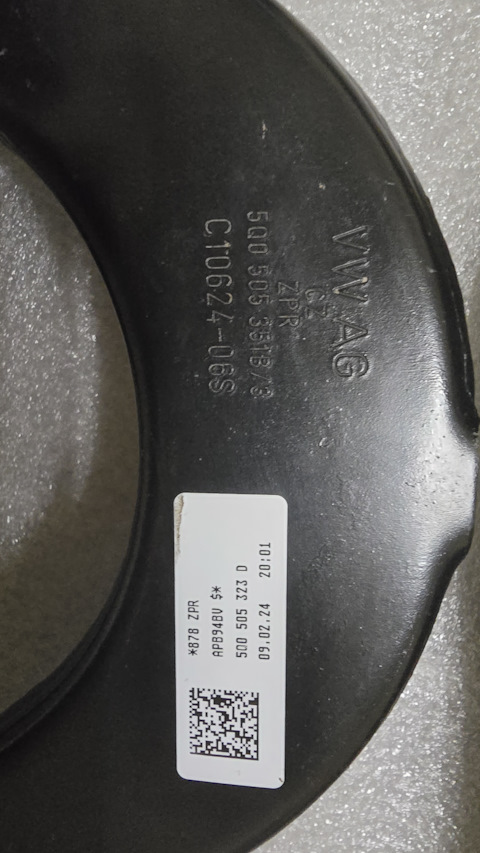 VW AG
CZ
ZPR
5Q0 505 351B/G
C10624-06S
*878 ZPR
APB94BV $*
5Q0 505 323 D
09.02.24 20:01